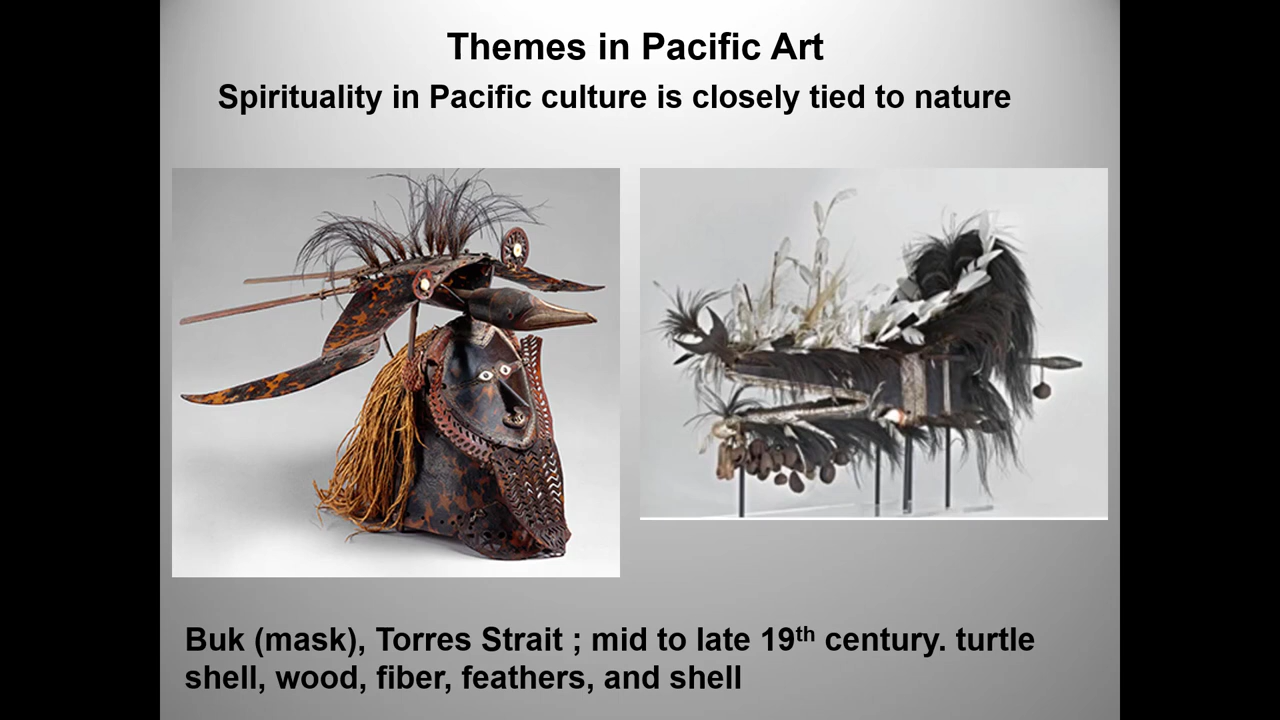 Themes in Pacific Art
Spirituality in Pacific culture is closely tied to nature
Buk (mask), Torres Strait ; mid to late 19th century. turtle
shell, wood, fiber, feathers, and shell